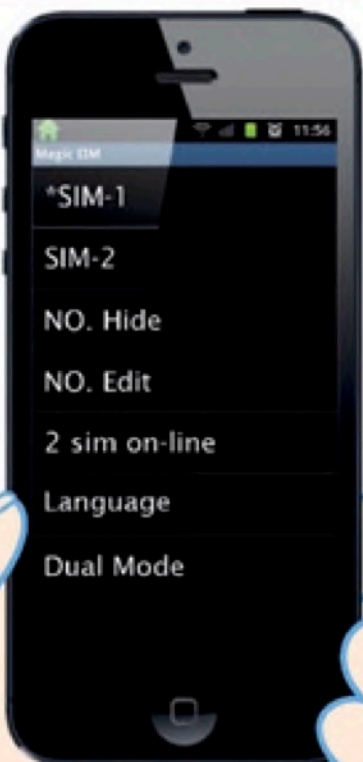 11:56
Magic SIM
*SIM-1
SIM-2
NO. Hide
NO. Edit
2 sim on-line
Language
Dual Mode